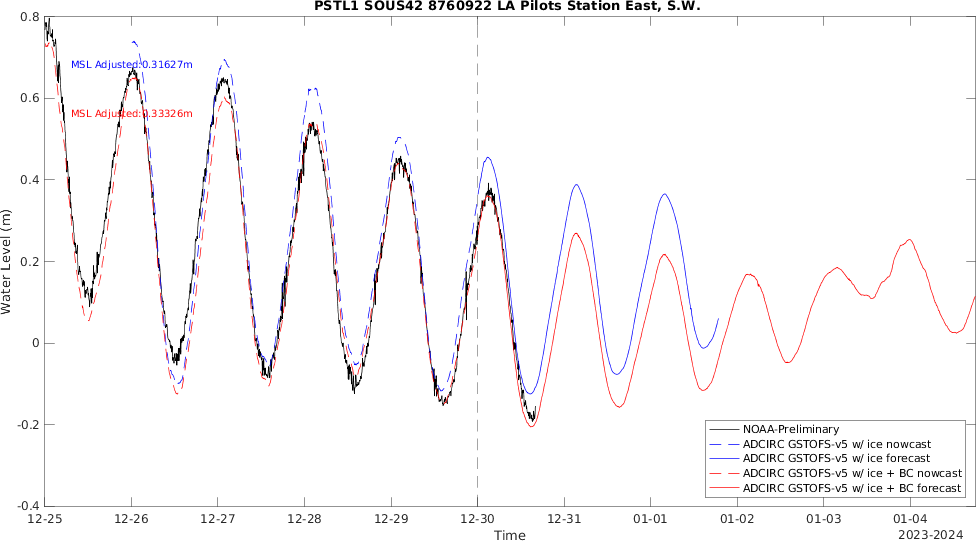 PSTL1 SOUS42 8760922 LA Pilots Station East, S.W.
0.8
0.6
0.4
0.2
0
-0.2
-0.4
Water Level (m)
MSL Adjusted:0.31627m
MSL Adjusted:0.33326m
NOAA-Preliminary
ADCIRC GSTOFS-v5 w/ ice nowcast
ADCIRC GSTOFS-v5 w/ ice forecast
ADCIRC GSTOFS-v5 w/ ice + BC nowcast
ADCIRC GSTOFS-v5 w/ ice + BC forecast
12-25 12-26 12-27 12-28 12-29 12-30 12-31 01-01 01-02 01-03 01-04
Time
2023-2024